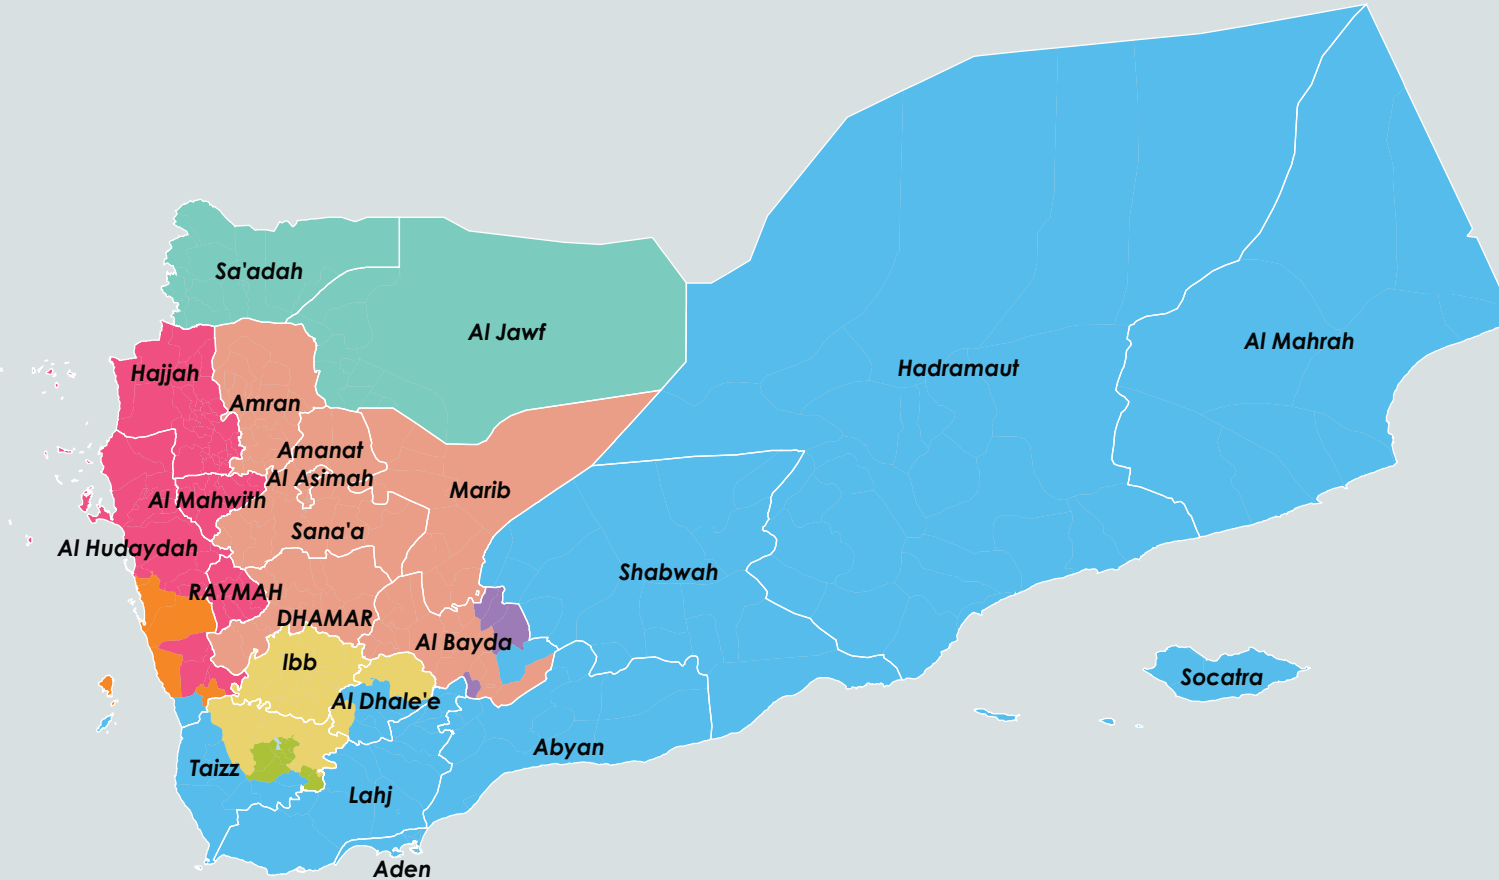 Sa'adah
Al Jawf
Al Mahrah
Hadramaut
Hajjah
Amran
Amanat
Al Asimah
Marib
Al Mahwith
Sana'a
Al Hudaydah
Shabwah
RAYMAH
DHAMAR
Al Bayda
Ibb
Socatra
Al Dhale'e
Abyan
Taizz
Lahj
Aden